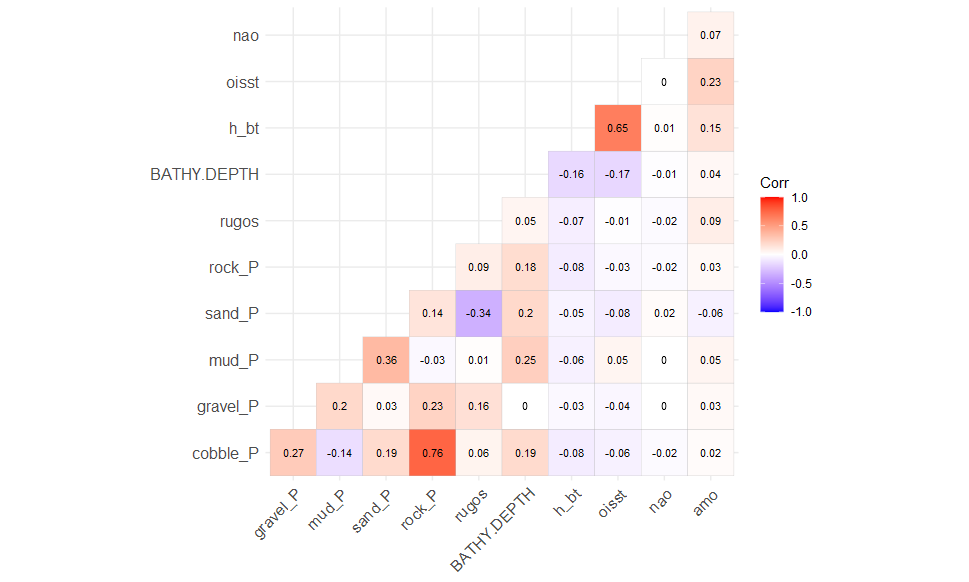 nao 0.07
oisst 0 0.23
h_bt 0.65 0.01 0.15
BATHY.DEPTH -0.16 -0.17 -0.01 0.04
rugos 0.05 -0.07 -0.01 -0.02 0.09
rock_P 0.09 0.18 -0.08 -0.03 -0.02 0.03
sand_P 0.14 -0.34 0.2 -0.05 -0.08 0.02 -0.06
mud_P 0.36 -0.03 0.01 0.25 -0.06 0.05 0 0.05
gravel_P 0.2 0.03 0.23 0.16 0 -0.03 -0.04 0 0.03
cobble_P 0.27 -0.14 0.19 0.76 0.06 0.19 -0.08 -0.06 -0.02 0.02
gravel_P mud_P sand_P rock_P rugos BATHY.DEPTH h_bt oisst nao amo
Corr
1.0
0.5
0.0
-0.5
-1.0